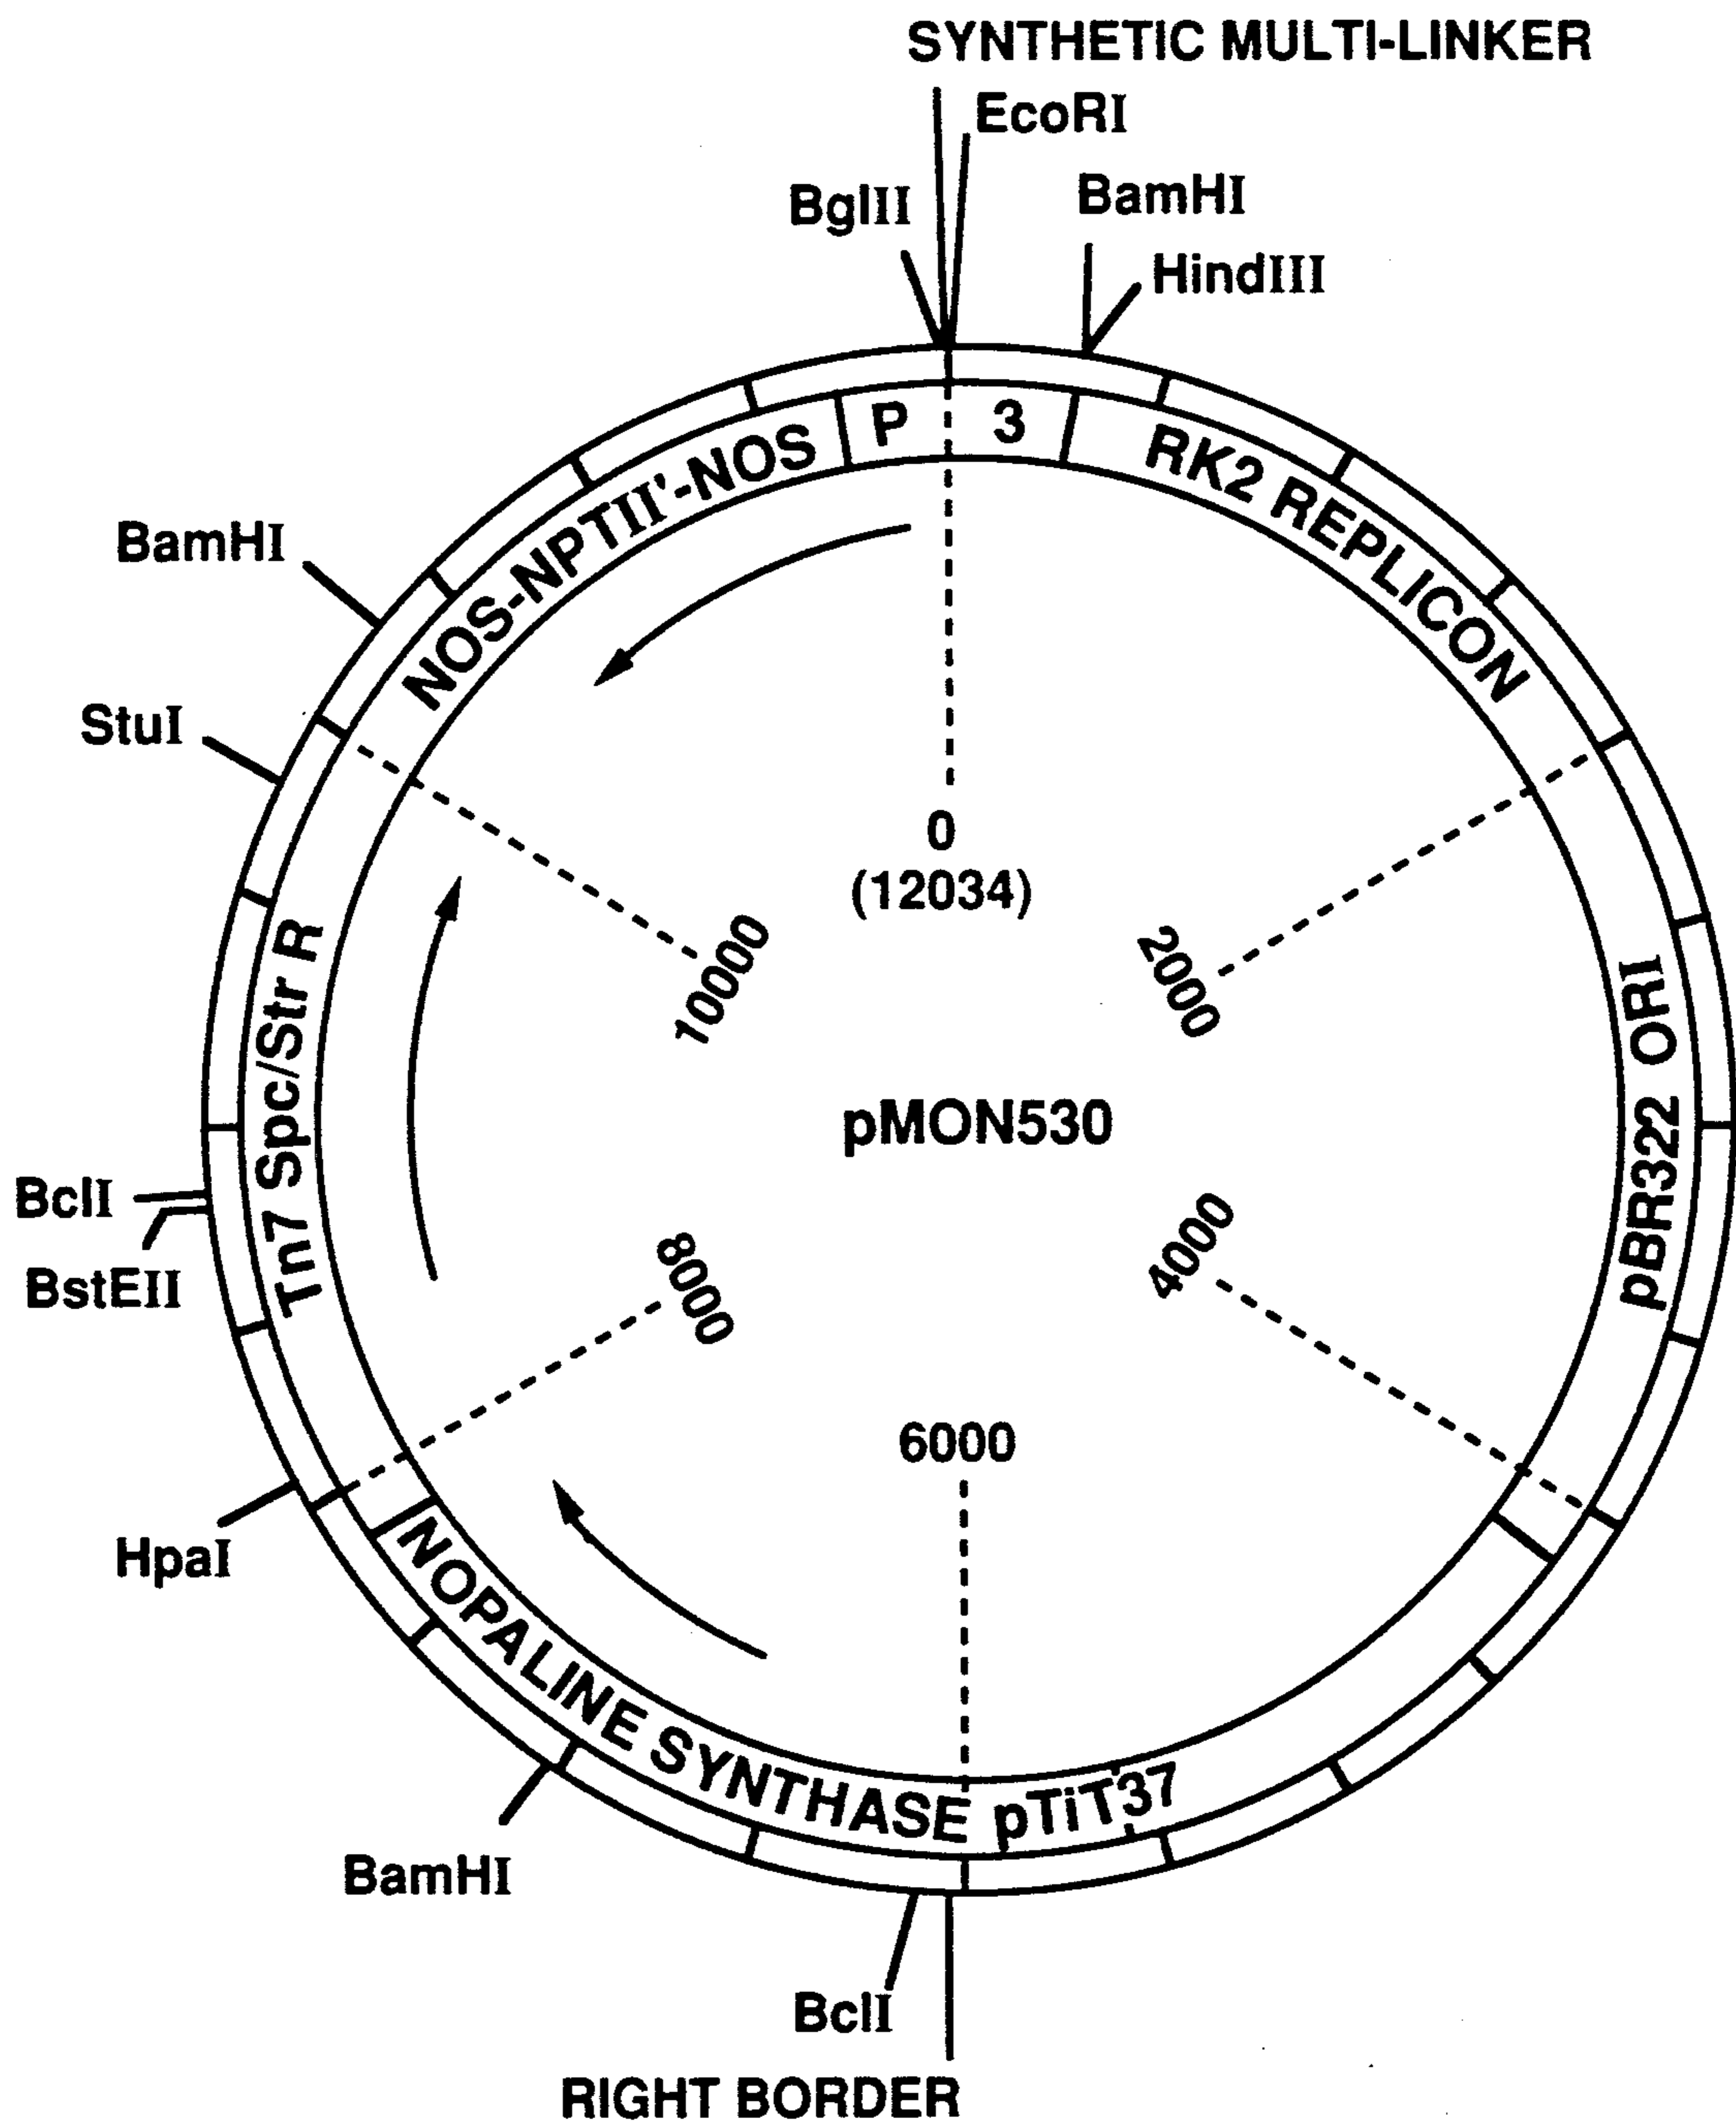 SYNTHETIC MULTI-LINKER
EcoRI
BglII
BamHI
HindIII
P 3
NOS-NPTII'-NOS
RK2 REPLICON
BamHI
StuI
0
(12034)
10000
2000
Tn7 Spc/Str R
pBR322 ORI
pMON530
BclI
BstEII
8000
4000
6000
HpaI
NOPALINE SYNTHASE pTiT37
BamHI
BclI
RIGHT BORDER